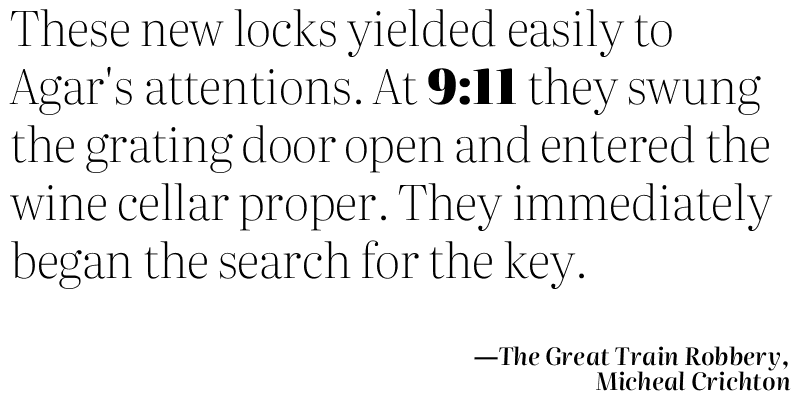 These new locks yielded easily to
Agar's attentions. At 9:11 they swung
the grating door open and entered the
wine cellar proper. They immediately
began the search for the key.
—The Great Train Robbery,
Micheal Crichton